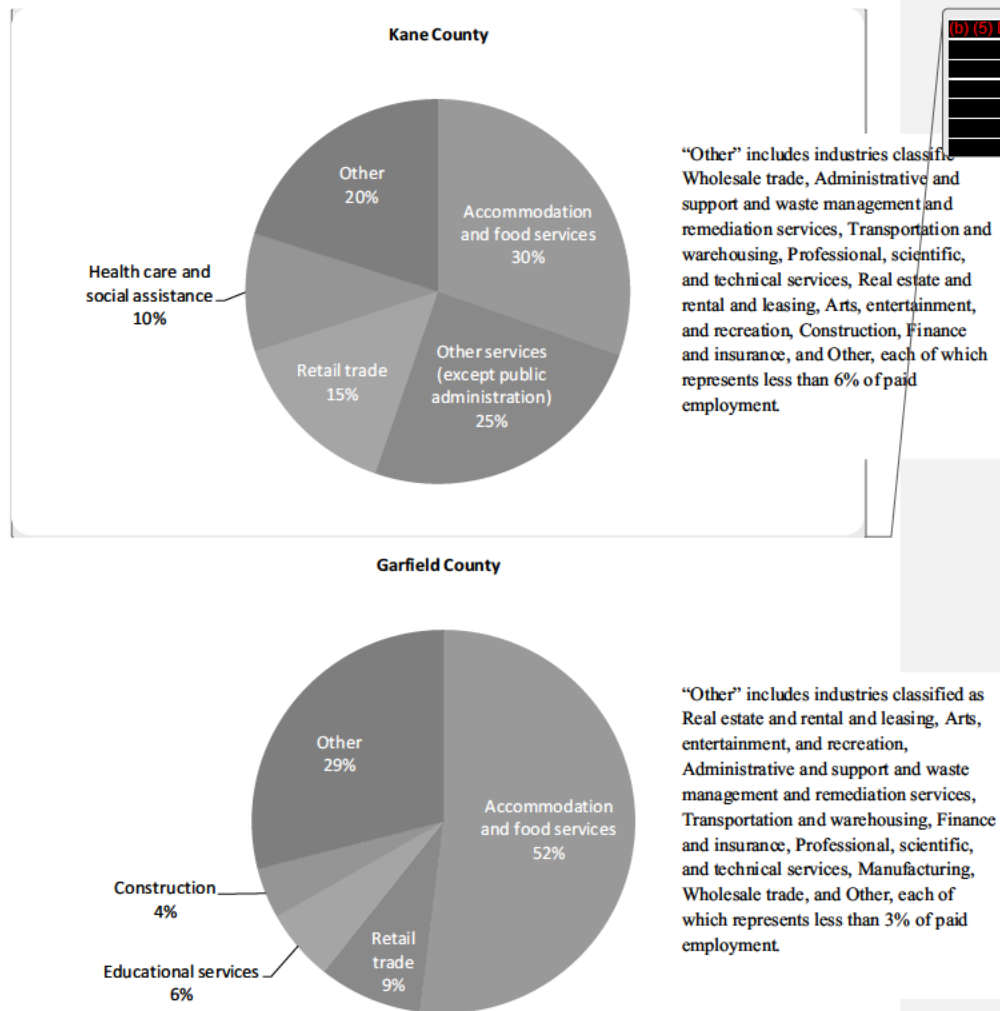 Kane County
(b) (5)
Other
20%
Accommodation
and food services
30%
Health care and
social assistance
10%
Retail trade
15%
Other services
(except public
administration)
25%
“Other” includes industries
Wholesale trade, Administrative and
support and waste management and
remediation services, Transportation and
warehousing, Professional, scientific,
and technical services, Real estate and
rental and leasing, Arts, entertainment,
and recreation, Construction, Finance
and insurance, and Other, each of which
represents less than 6% of paid
employment.
Garfield County
Other
29%
Accommodation
and food services
52%
Construction
4%
Educational services
6%
Retail
trade
9%
“Other” includes industries classified as
Real estate and rental and leasing, Arts,
entertainment, and recreation,
Administrative and support and waste
management and remediation services,
Transportation and warehousing, Finance
and insurance, Professional, scientific,
and technical services, Manufacturing,
Wholesale trade, and Other, each of
which represents less than 3% of paid
employment.